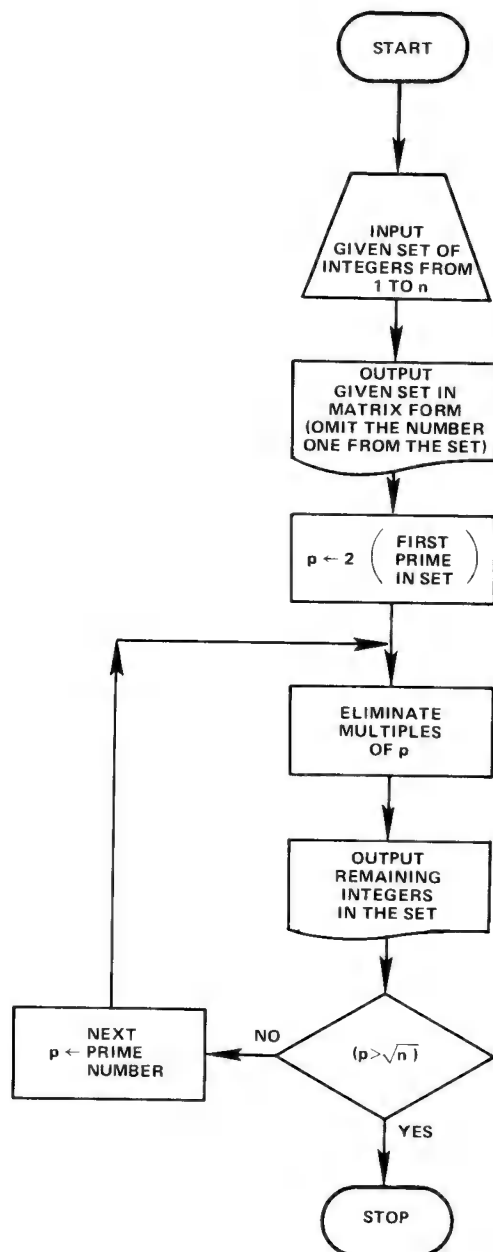 START
INPUT
GIVEN SET OF
INTEGERS FROM
1 TO n
OUTPUT
GIVEN SET IN
MATRIX FORM
(OMIT THE NUMBER
ONE FROM THE SET)
p ← 2 ( FIRST
PRIME
IN SET )
ELIMINATE
MULTIPLES
OF p
OUTPUT
REMAINING
INTEGERS
IN THE SET
(p>√n)
NO
NEXT
p ← PRIME
NUMBER
YES
STOP